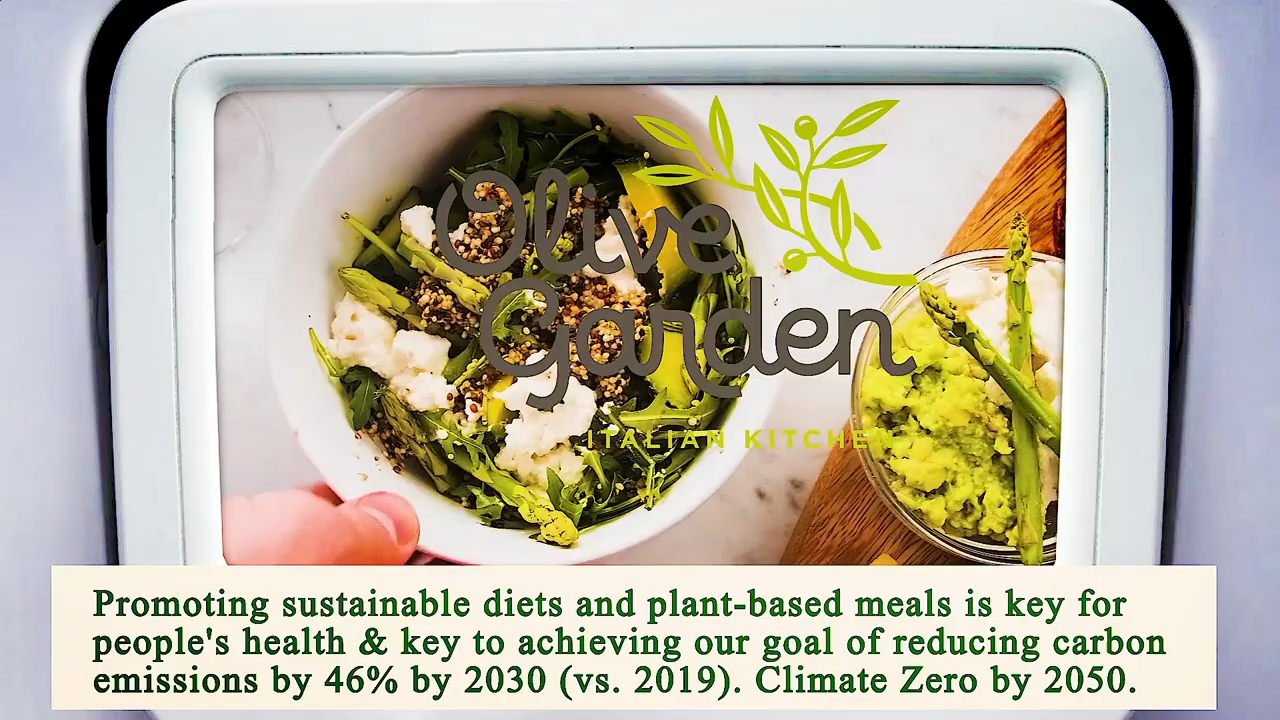 Olive
Garden
ITALIAN KITCHEN
Promoting sustainable diets and plant-based meals is key for
people's health & key to achieving our goal of reducing carbon
emissions by 46% by 2030 (vs. 2019). Climate Zero by 2050.